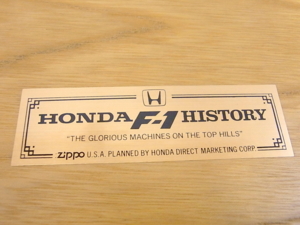 HONDA F-1 HISTORY
"THE GLORIOUS MACHINES ON THE TOP HILLS"
zippo U.S.A. PLANNED BY HONDA DIRECT MARKETING CORP.